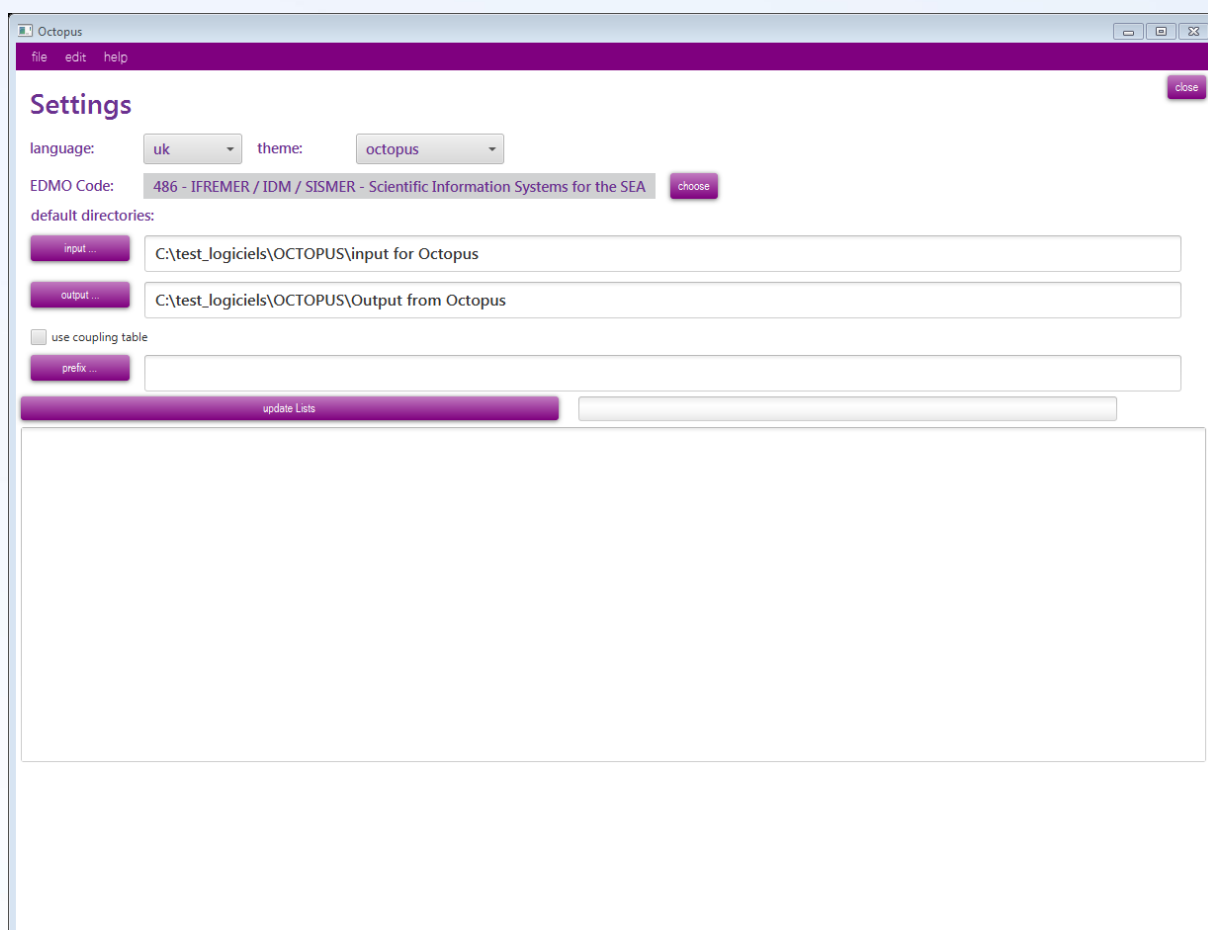 Octopus
file edit help
close
Settings
language: uk theme: octopus
EDMO Code: 486 - IFREMER / IDM / SISMER - Scientific Information Systems for the SEA choose
default directories:
input ... C:\test_logiciels\OCTOPUS\input for Octopus
output ... C:\test_logiciels\OCTOPUS\Output from Octopus
use coupling table
prefix ...
update Lists